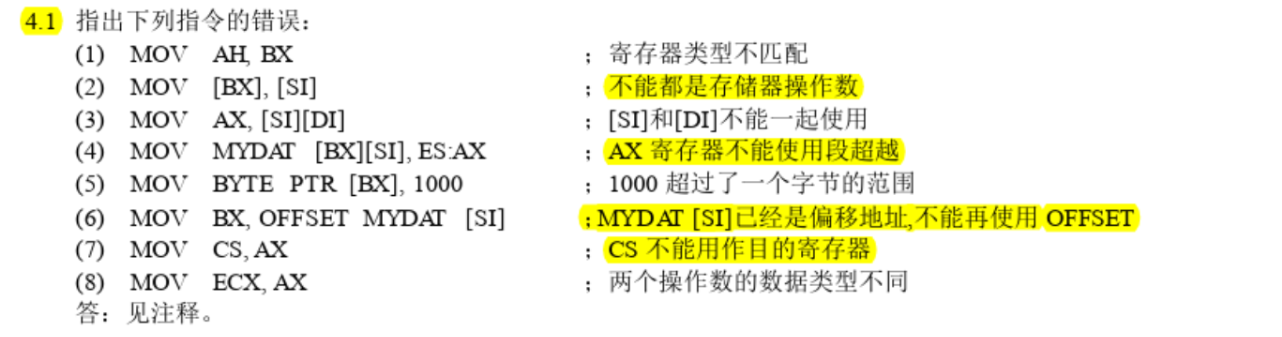 4.1 指出下列指令的错误:
(1) MOV AH, BX ; 寄存器类型不匹配
(2) MOV [BX], [SI] ; 不能都是存储器操作数
(3) MOV AX, [SI][DI] ; [SI]和[DI]不能一起使用
(4) MOV MYDAT [BX][SI], ES:AX ; AX 寄存器不能使用段超越
(5) MOV BYTE PTR [BX], 1000 ; 1000 超过了一个字节的范围
(6) MOV BX, OFFSET MYDAT [SI] ; MYDAT [SI]已经是偏移地址,不能再使用 OFFSET
(7) MOV CS, AX ; CS 不能用作目的寄存器
(8) MOV ECX, AX ; 两个操作数的数据类型不同
答：见注释。